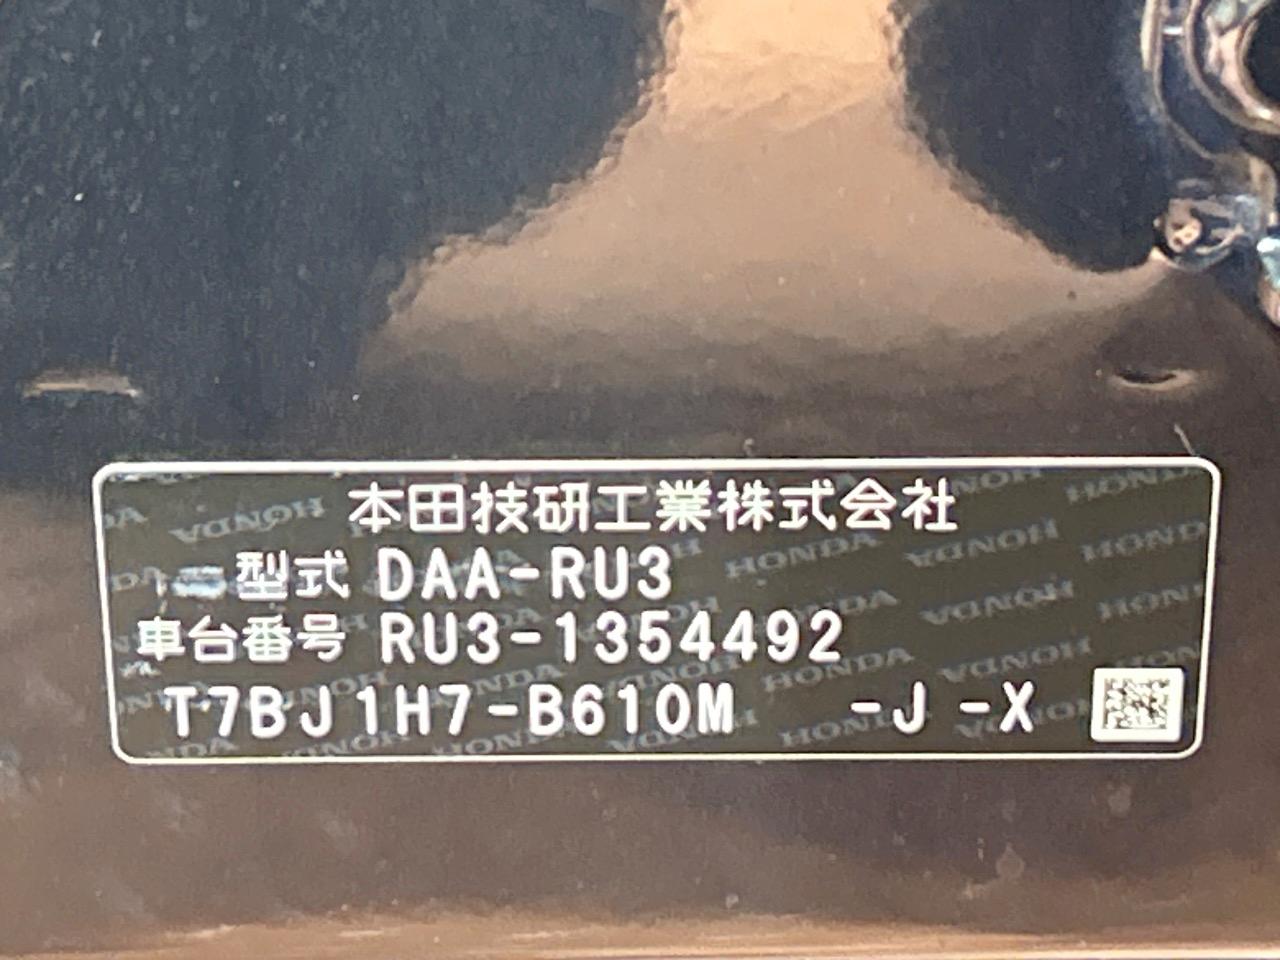 本田技研工業株式会社
型式 DAA-RU3
車台番号 RU3-1354492
T7BJ1H7-B610M -J -X